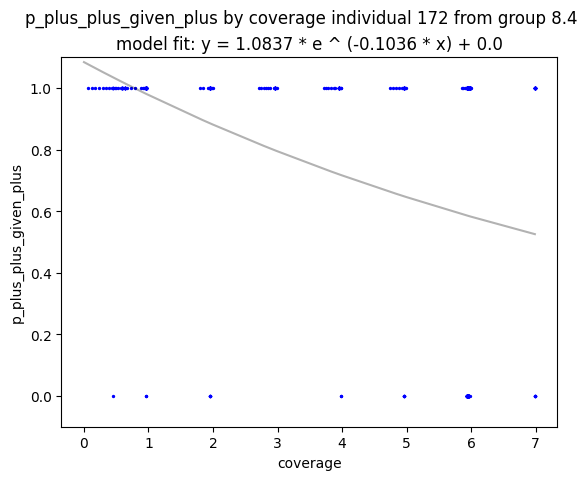 p_plus_plus_given_plus by coverage individual 172 from group 8.4
model fit: y = 1.0837 * e ^ (-0.1036 * x) + 0.0
1.0
0.8
0.6
0.4
0.2
0.0
p_plus_plus_given_plus
0 1 2 3 4 5 6 7
coverage